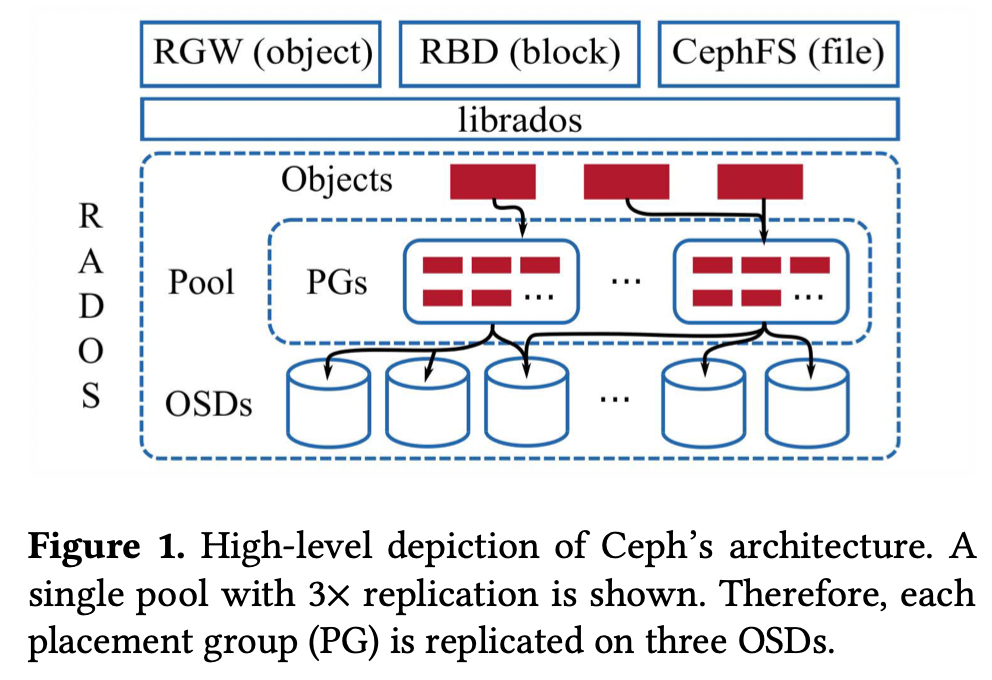 RGW (object) RBD (block) CephFS (file)
librados
Objects
RADOS
Pool PGs ... ... ...
OSDs ...
Figure 1. High-level depiction of Ceph’s architecture. A
single pool with 3× replication is shown. Therefore, each
placement group (PG) is replicated on three OSDs.